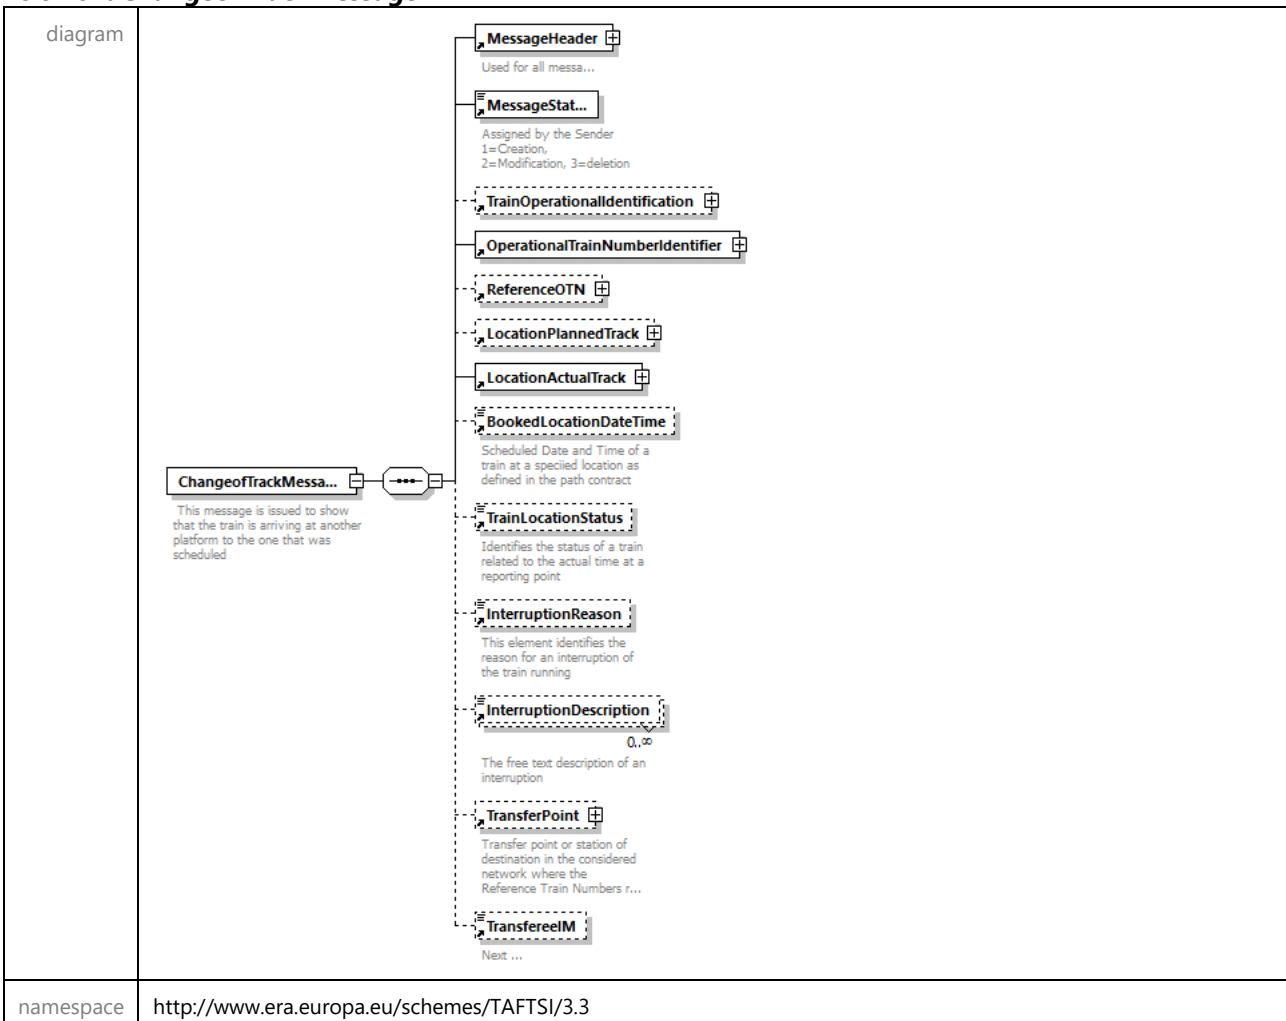 diagram
MessageHeader
Used for all messa...
MessageStat...
Assigned by the Sender
1=Creation,
2=Modification, 3=deletion
TrainOperationalIdentification
OperationalTrainNumberIdentifier
ReferenceOTN
LocationPlannedTrack
LocationActualTrack
BookedLocationDateTime
Scheduled Date and Time of a
train at a speciied location as
defined in the path contract
ChangeofTrackMessa...
This message is issued to show
that the train is arriving at another
platform to the one that was
scheduled
TrainLocationStatus
Identifies the status of a train
related to the actual time at a
reporting point
InterruptionReason
This element identifies the
reason for an interruption of
the train running
InterruptionDescription
0..∞
The free text description of an
interruption
TransferPoint
Transfer point or station of
destination in the considered
network where the
Reference Train Numbers r...
TransfereeIM
Next ...
namespace
http://www.era.europa.eu/schemes/TAFTSI/3.3